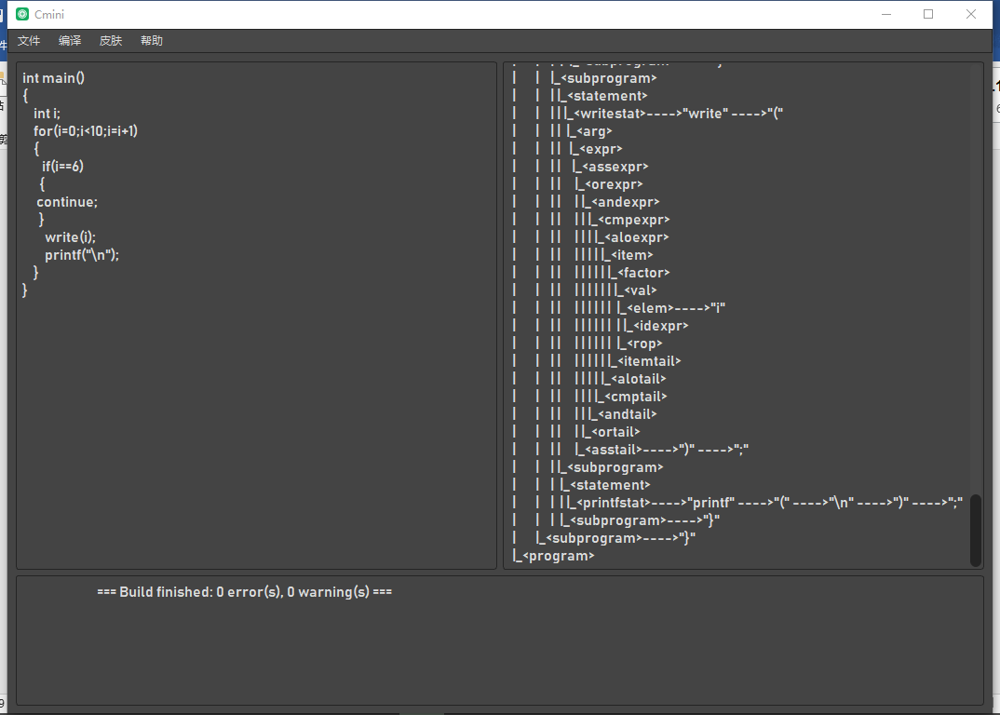 Cmini
文件 编译 皮肤 帮助
int main()
{
int i;
for(i=0;i<10;i=i+1)
{
if(i==6)
{
continue;
}
write(i);
printf("\n");
}
}
| | |_<subprogram>
| | ||_<statement>
| | |||_<writestat>---->"write" ---->"("
| | || |_<arg>
| | || |_<expr>
| | || |_<assexpr>
| | || |_<orexpr>
| | || ||_<andexpr>
| | || |||_<cmpexpr>
| | || ||||_<aloexpr>
| | || |||||_<item>
| | || ||||||_<factor>
| | || |||||||_<val>
| | || |||||| |_<elem>---->"i"
| | || |||||| ||_<idexpr>
| | || |||||| |_<rop>
| | || ||||||_<itemtail>
| | || |||||_<alotail>
| | || ||||_<cmptail>
| | || |||_<andtail>
| | || ||_<ortail>
| | || |_<asstail>---->")" ---->";"
| | ||_<subprogram>
| | | |_<statement>
| | | ||_<printfstat>---->"printf" ---->"(" ---->"\n" ---->")" ---->";"
| | | |_<subprogram>---->"}"
| |_<subprogram>---->"}"
|_<program>
=== Build finished: 0 error(s), 0 warning(s) ===